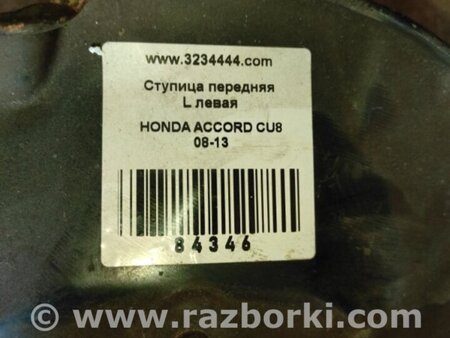 www.3234444.com
Ступица передняя
L левая
HONDA ACCORD CU8
08-13
84346
© www.razborki.com